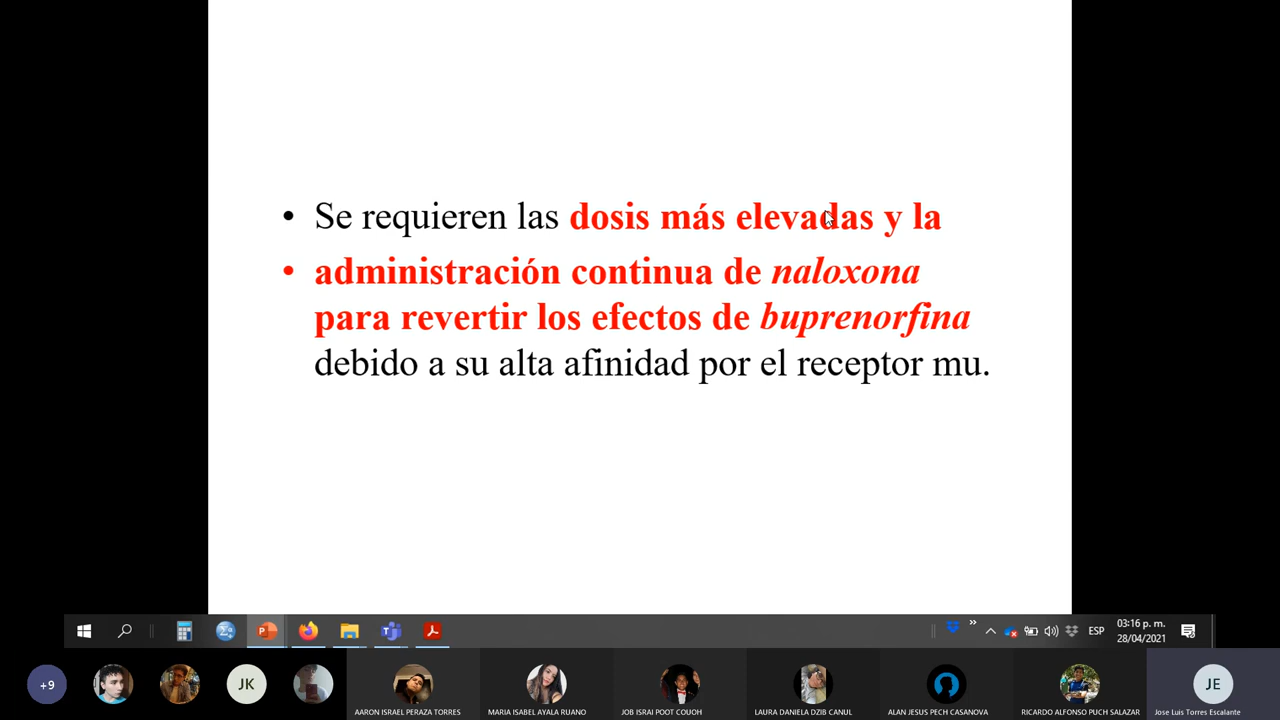 • Se requieren las dosis más elevadas y la
• administración continua de naloxona
para revertir los efectos de buprenorfina
debido a su alta afinidad por el receptor mu.
ESP
03:16 p. m.
28/04/2021
+9
JK
AARON ISRAEL PERAZA TORRES
MARIA ISABEL AYALA RUANO
JOB ISRAI POOT COUOH
LAURA DANIELA DZIB CANUL
ALAN JESUS PECH CASANOVA
RICARDO ALFONSO PUCH SALAZAR
JE
Jose Luis Torres Escalante